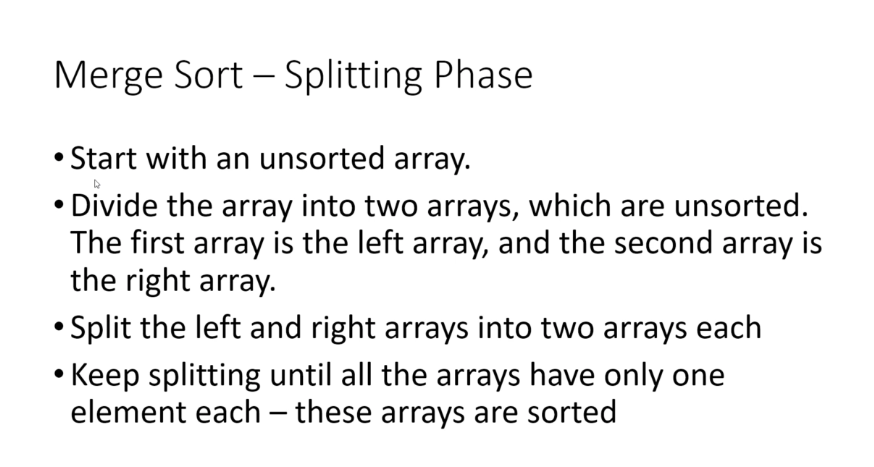 Merge Sort – Splitting Phase
• Start with an unsorted array.
• Divide the array into two arrays, which are unsorted.
The first array is the left array, and the second array is
the right array.
• Split the left and right arrays into two arrays each
• Keep splitting until all the arrays have only one
element each – these arrays are sorted